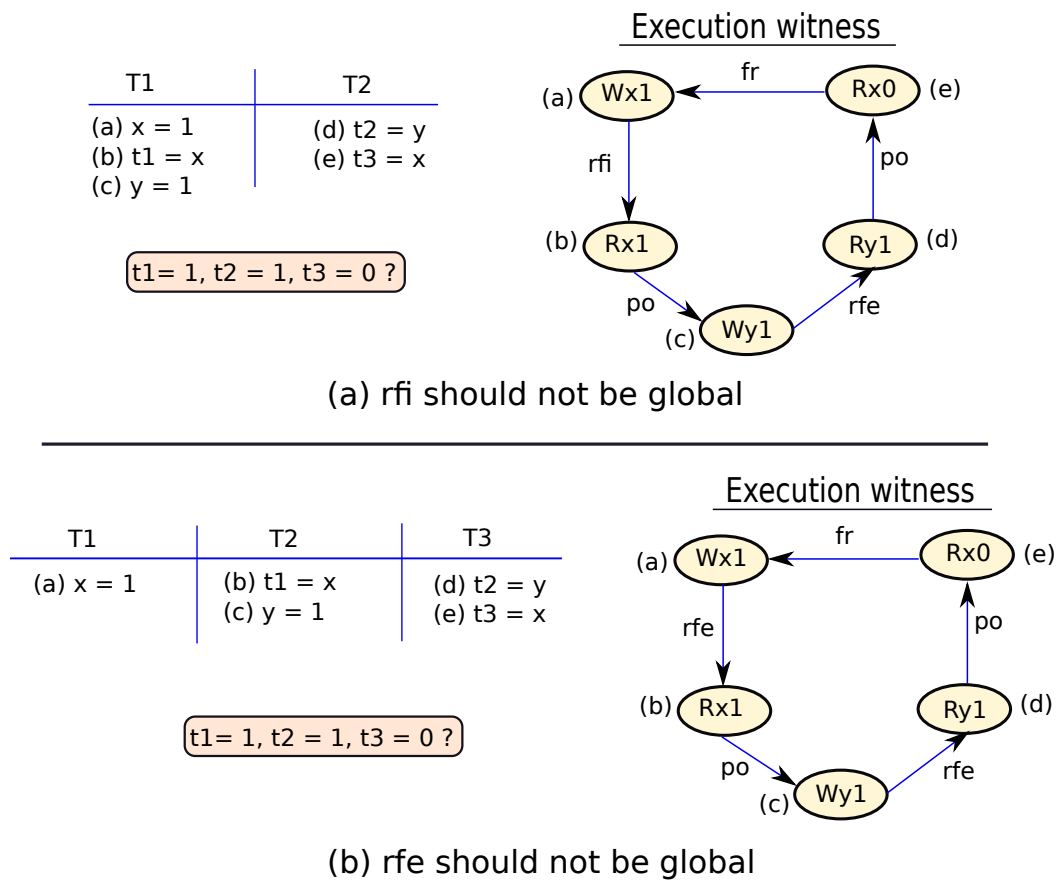 Execution witness
T1 T2
(a) x = 1
(b) t1 = x
(c) y = 1
(d) t2 = y
(e) t3 = x
t1= 1, t2 = 1, t3 = 0 ?
(a) Wx1 fr Rx0 (e)
rfi po
(b) Rx1 Ry1 (d)
po rfe
(c) Wy1
(a) rfi should not be global
Execution witness
T1 T2 T3
(a) x = 1
(b) t1 = x
(c) y = 1
(d) t2 = y
(e) t3 = x
t1= 1, t2 = 1, t3 = 0 ?
(a) Wx1 fr Rx0 (e)
rfe po
(b) Rx1 Ry1 (d)
po rfe
(c) Wy1
(b) rfe should not be global